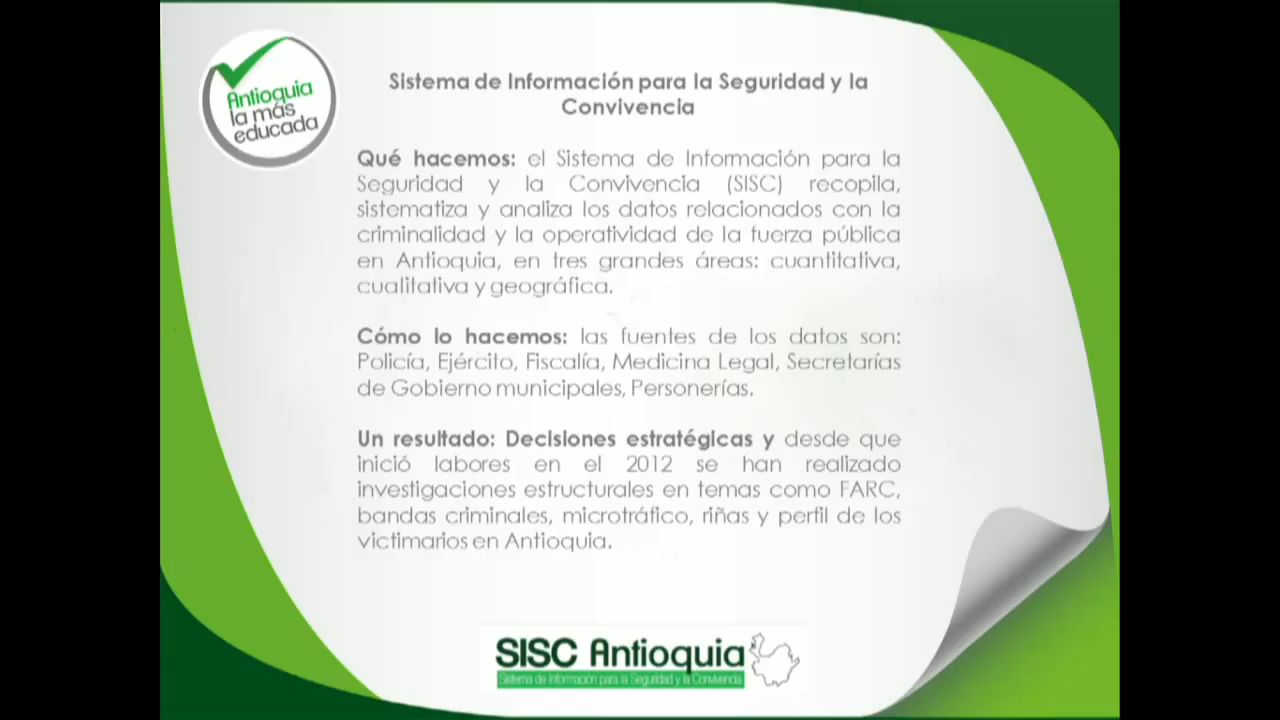 Antioquia
la más
educada
Sistema de Información para la Seguridad y la
Convivencia
Qué hacemos: el Sistema de Información para la
Seguridad y la Convivencia (SISC) recopila,
sistematiza y analiza los datos relacionados con la
criminalidad y la operatividad de la fuerza pública
en Antioquia, en tres grandes áreas: cuantitativa,
cualitativa y geográfica.
Cómo lo hacemos: las fuentes de los datos son:
Policía, Ejército, Fiscalía, Medicina Legal, Secretarías
de Gobierno municipales, Personerías.
Un resultado: Decisiones estratégicas y desde que
inició labores en el 2012 se han realizado
investigaciones estructurales en temas como FARC,
bandas criminales, microtráfico, riñas y perfil de los
victimarios en Antioquia.
SISC Antioquia
Sistema de Información para la Seguridad y la Convivencia